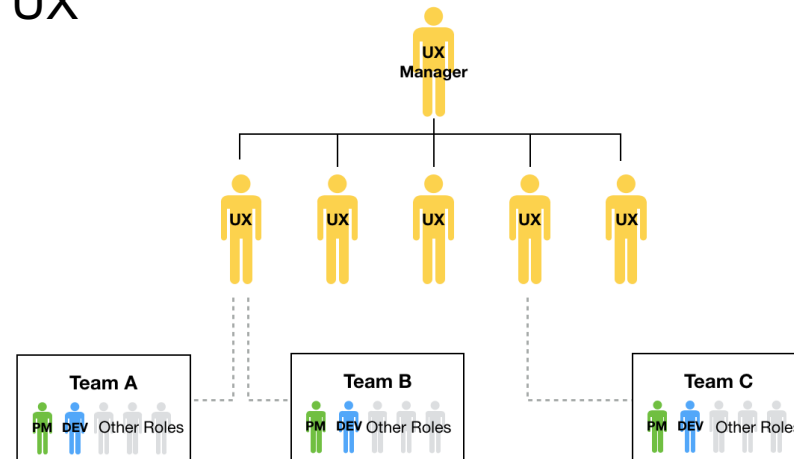 UX
UX
Manager
UX UX UX UX UX
Team A
PM DEV Other Roles
Team B
PM DEV Other Roles
Team C
PM DEV Other Roles